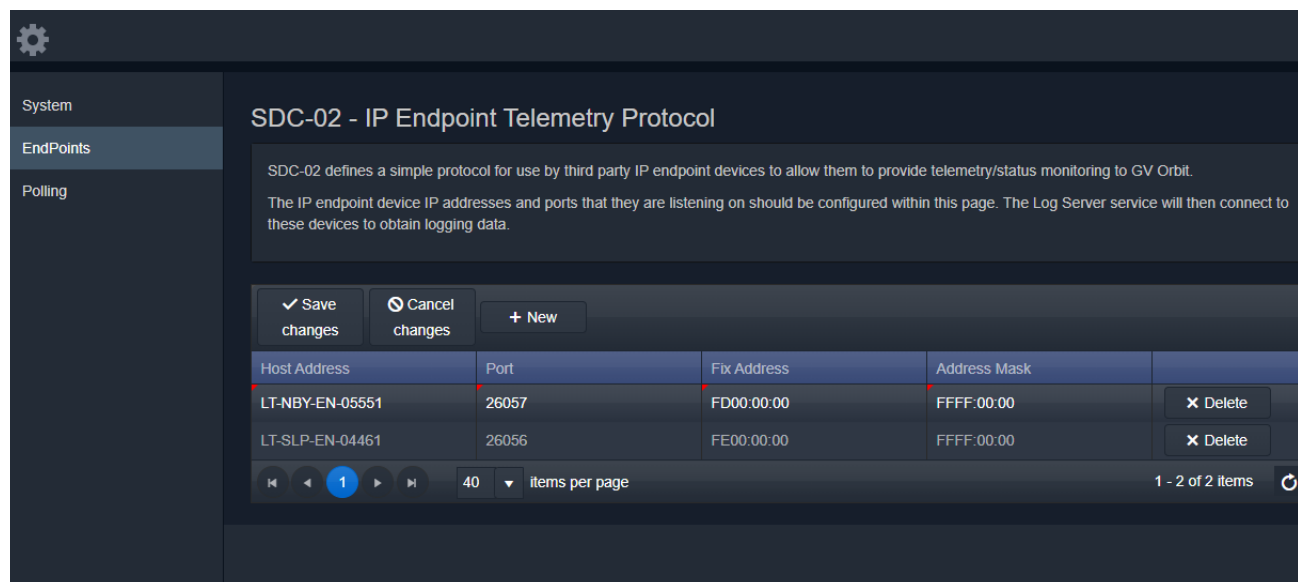 System
EndPoints
Polling
SDC-02 - IP Endpoint Telemetry Protocol
SDC-02 defines a simple protocol for use by third party IP endpoint devices to allow them to provide telemetry/status monitoring to GV Orbit.
The IP endpoint device IP addresses and ports that they are listening on should be configured within this page. The Log Server service will then connect to
these devices to obtain logging data.
Save changes
Cancel changes
New
Host Address Port Fix Address Address Mask
LT-NBY-EN-05551 26057 FD00:00:00 FFFF:00:00 Delete
LT-SLP-EN-04461 26056 FE00:00:00 FFFF:00:00 Delete
1 40 items per page 1 - 2 of 2 items